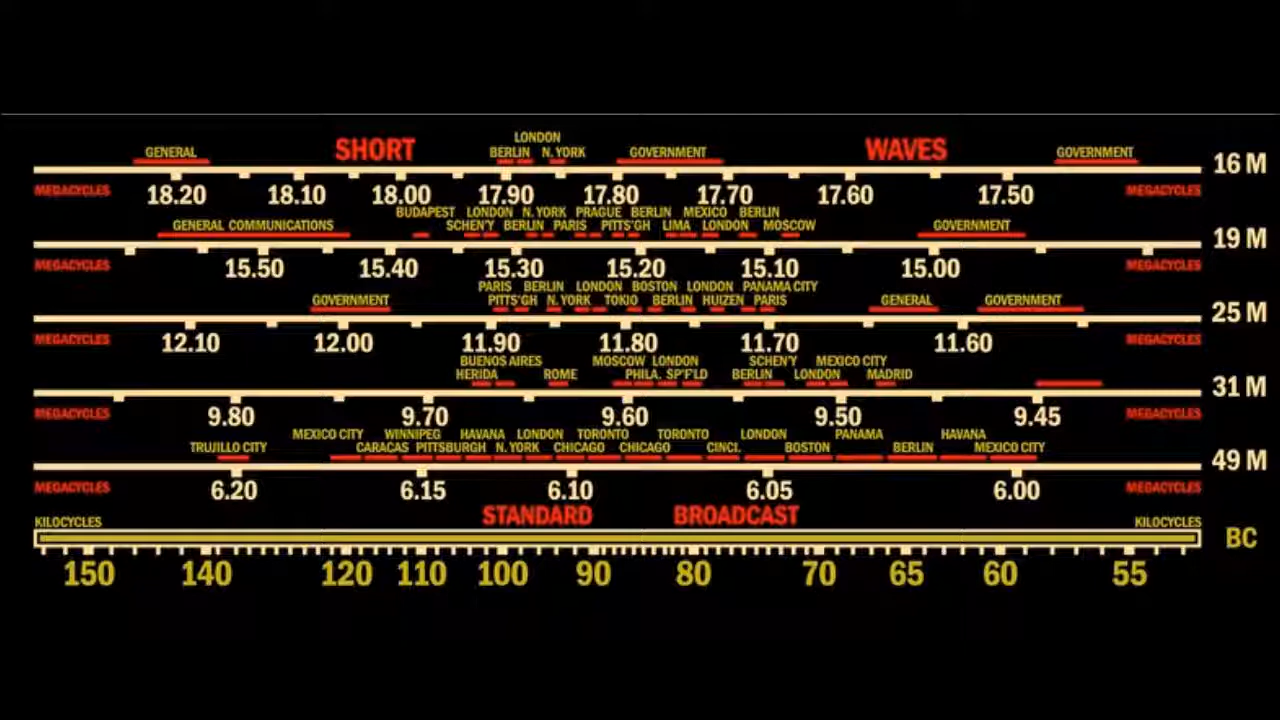 LONDON
GENERAL SHORT BERLIN N. YORK GOVERNMENT WAVES GOVERNMENT
16 M
MEGACYCLES 18.20 18.10 18.00 17.90 17.80 17.70 17.60 17.50 MEGACYCLES
BUDAPEST LONDON N. YORK PRAGUE BERLIN MEXICO BERLIN
GENERAL COMMUNICATIONS SCHEN'Y BERLIN PARIS PITTS'GH LIMA LONDON MOSCOW GOVERNMENT
19 M
MEGACYCLES 15.50 15.40 15.30 15.20 15.10 15.00 MEGACYCLES
PARIS BERLIN LONDON BOSTON LONDON PANAMA CITY
GOVERNMENT PITTS'GH N. YORK TOKIO BERLIN HUIZEN PARIS GENERAL GOVERNMENT
25 M
MEGACYCLES 12.10 12.00 11.90 11.80 11.70 11.60 MEGACYCLES
BUENOS AIRES MOSCOW LONDON SCHEN'Y MEXICO CITY
HERIDA ROME PHILA. SP'F'LD BERLIN LONDON MADRID
31 M
MEGACYCLES 9.80 9.70 9.60 9.50 9.45 MEGACYCLES
MEXICO CITY WINNIPEG HAVANA LONDON TORONTO TORONTO LONDON PANAMA HAVANA
TRUJILLO CITY CARACAS PITTSBURGH N. YORK CHICAGO CHICAGO CINCI. BOSTON BERLIN MEXICO CITY
49 M
MEGACYCLES 6.20 6.15 6.10 6.05 6.00 MEGACYCLES
STANDARD BROADCAST
KILOCYCLES KILOCYCLES
BC
150 140 120 110 100 90 80 70 65 60 55